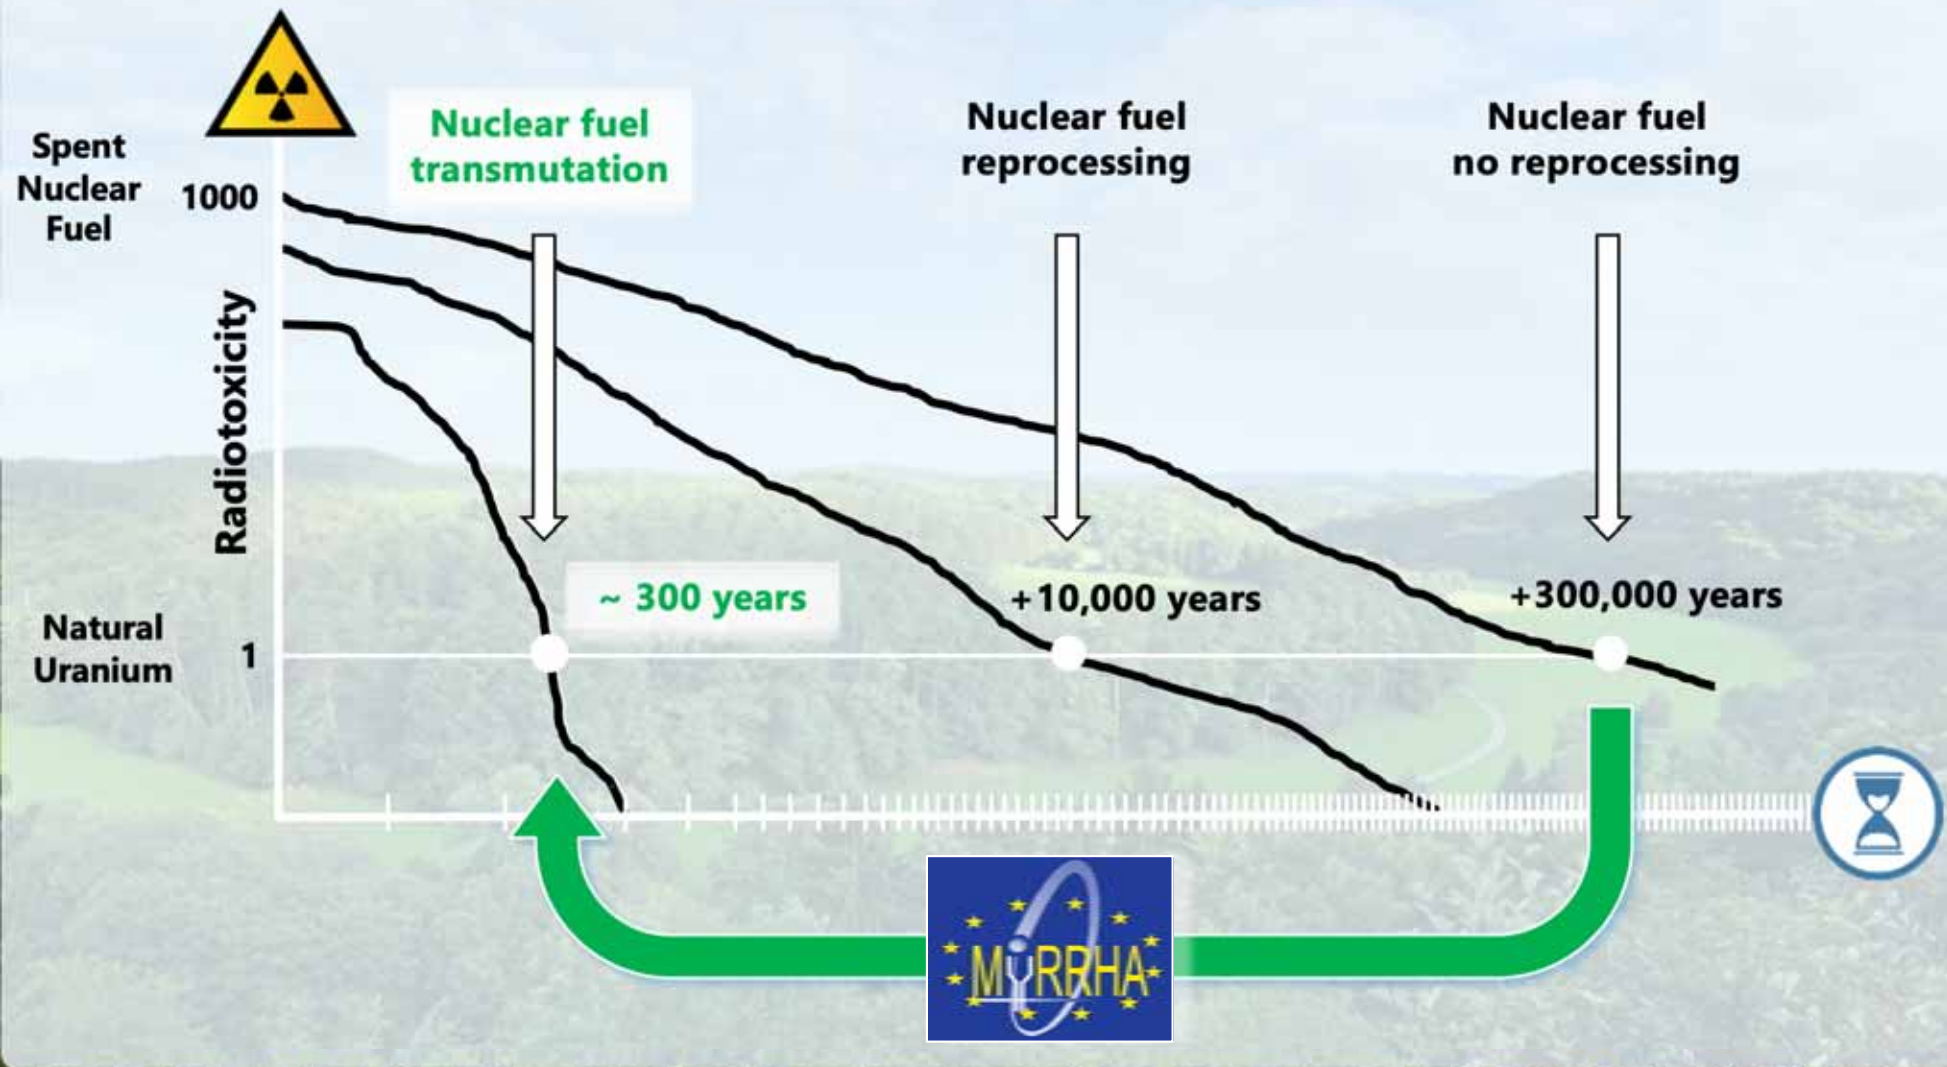 Nuclear fuel
transmutation
Nuclear fuel
reprocessing
Nuclear fuel
no reprocessing
Spent
Nuclear
Fuel
1000
Radiotoxicity
~ 300 years
+10,000 years
+300,000 years
Natural
Uranium
1
MYRRHA